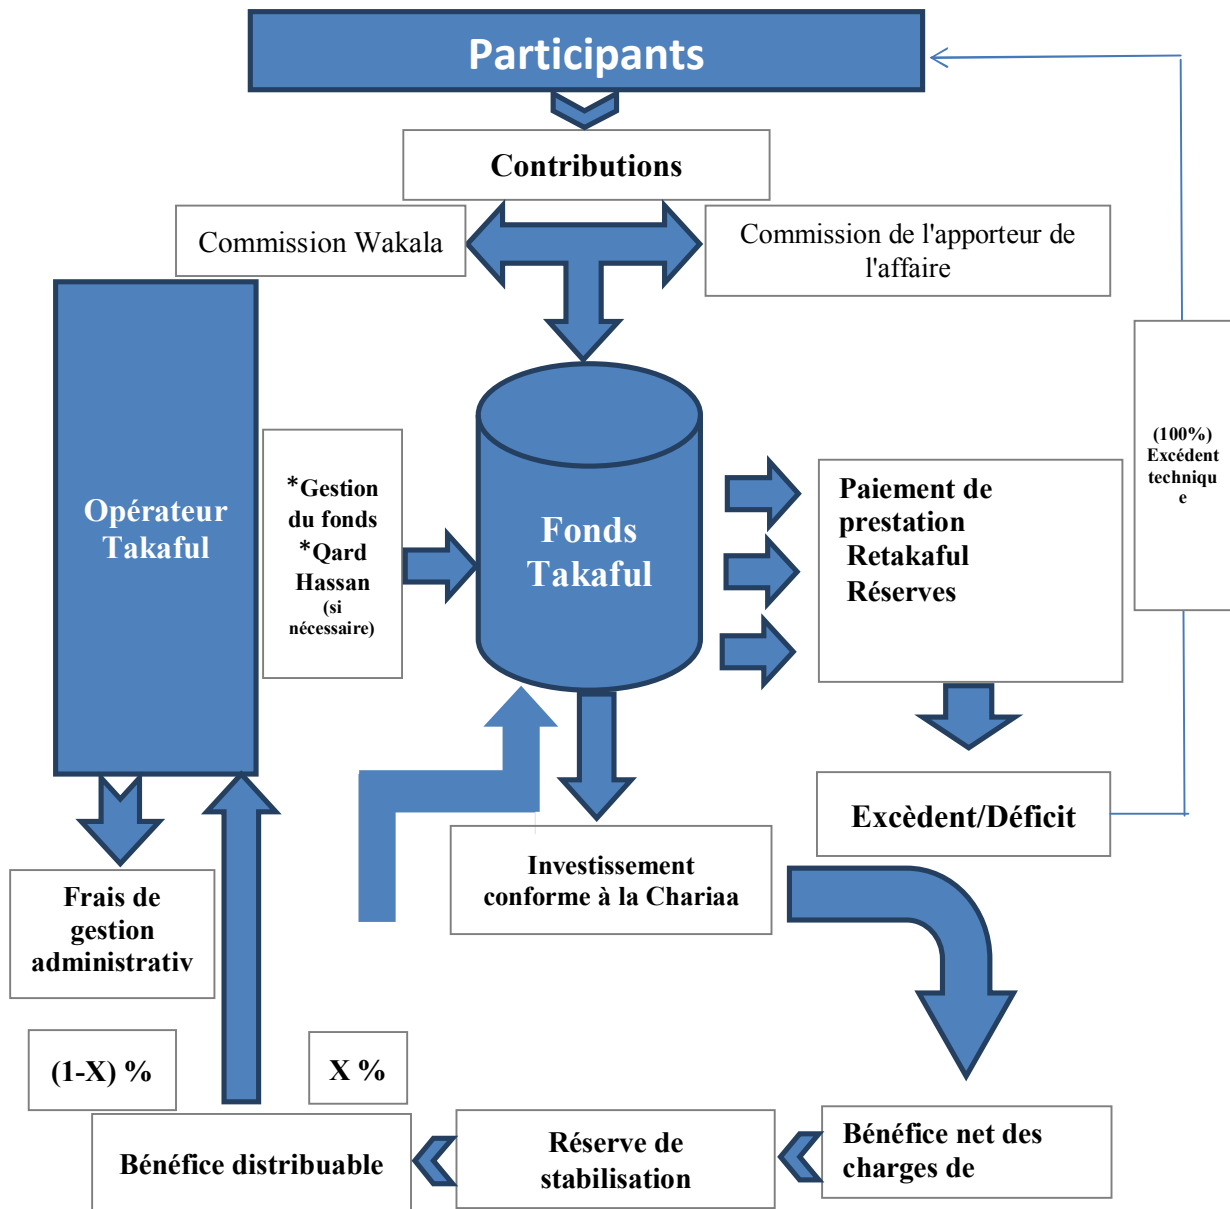 Participants
Contributions
Commission Wakala
Commission de l'apporteur de
l'affaire
Opérateur
Takaful
*Gestion
du fonds
*Qard
Hassan
(si
nécessaire)
Fonds
Takaful
Paiement de
prestation
Retakaful
Réserves
(100%)
Excédent
techniqu
e
Excèdent/Déficit
Investissement
conforme à la Chariaa
Frais de
gestion
administrativ
(1-X) %
X %
Bénéfice distribuable
Réserve de
stabilisation
Bénéfice net des
charges de